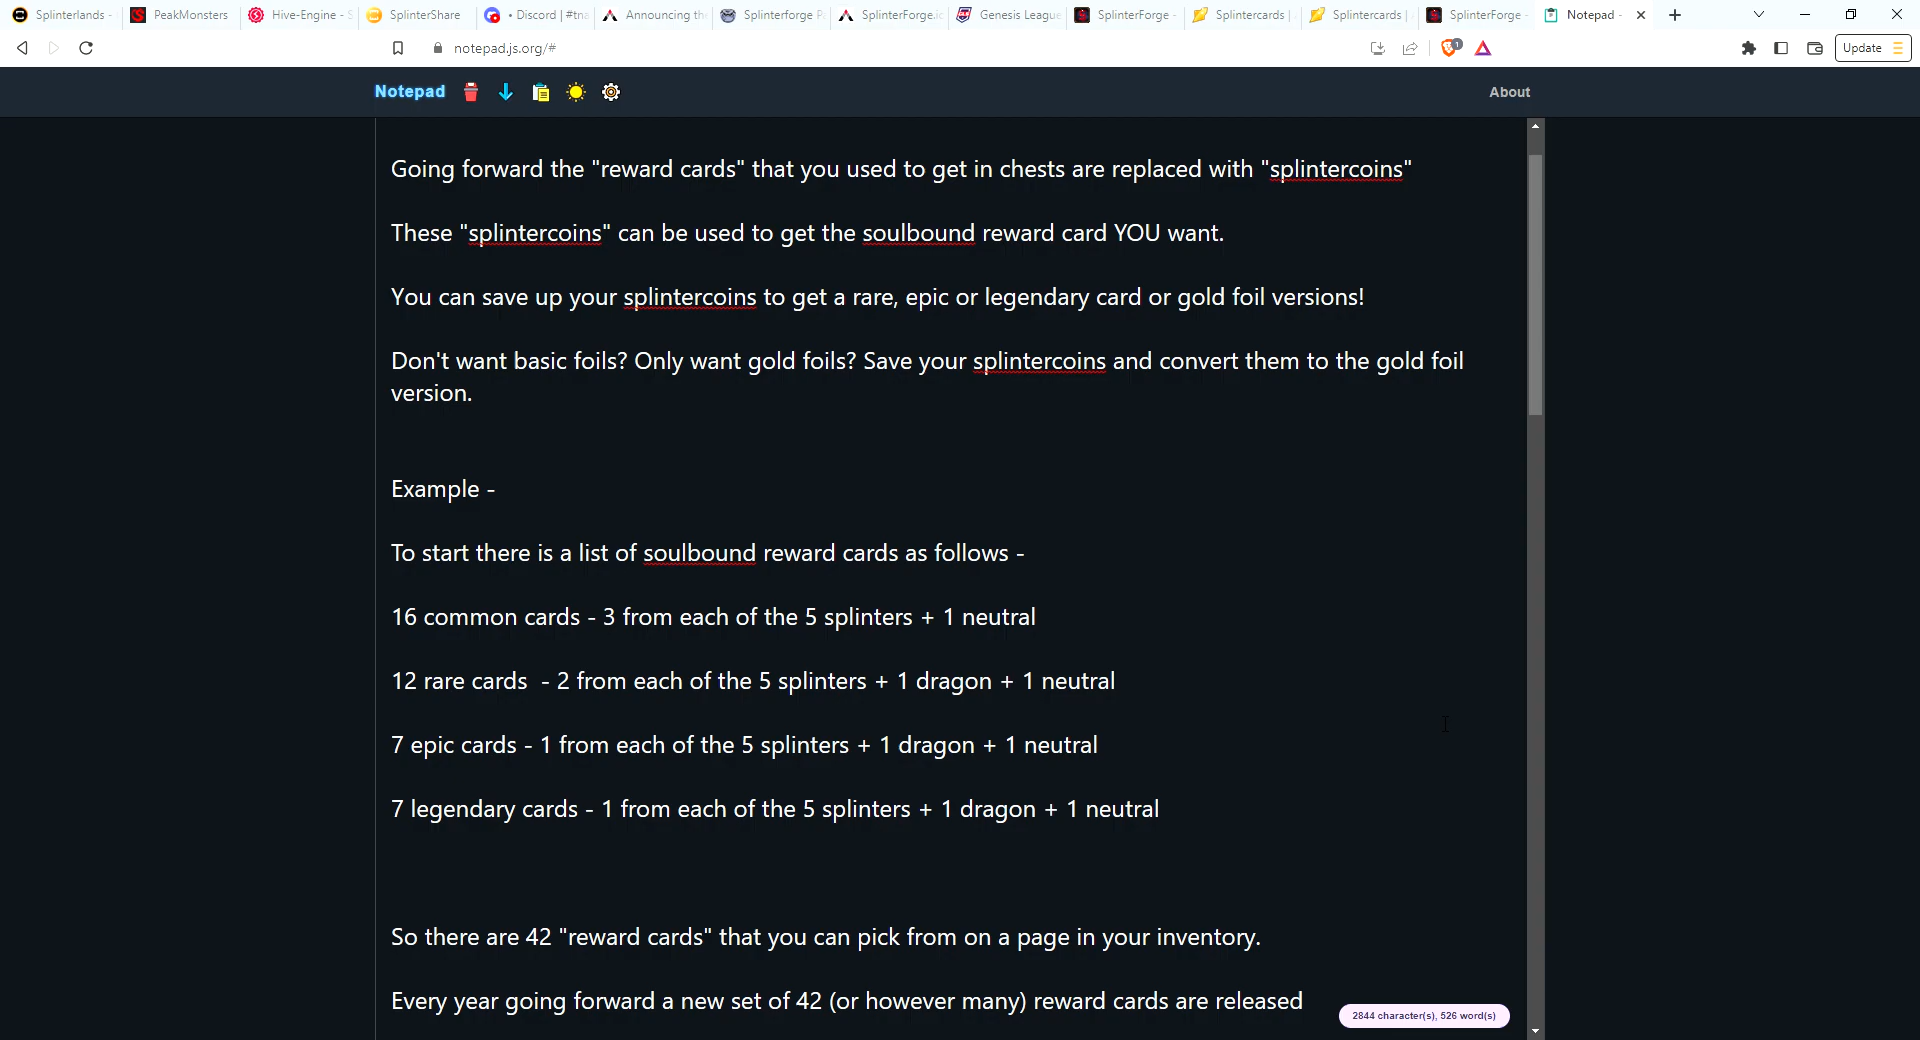 Splinterlands -
PeakMonsters
Hive-Engine - S
SplinterShare
• Discord | #tna
Announcing th
Splinterforge P
SplinterForge.ic
Genesis League
SplinterForge -
Splintercards |
Splintercards |
SplinterForge -
Notepad -
notepad.js.org/#
1
Update
Notepad
About
Going forward the "reward cards" that you used to get in chests are replaced with "splintercoins"
These "splintercoins" can be used to get the soulbound reward card YOU want.
You can save up your splintercoins to get a rare, epic or legendary card or gold foil versions!
Don't want basic foils? Only want gold foils? Save your splintercoins and convert them to the gold foil
version.
Example -
To start there is a list of soulbound reward cards as follows -
16 common cards - 3 from each of the 5 splinters + 1 neutral
12 rare cards  - 2 from each of the 5 splinters + 1 dragon + 1 neutral
7 epic cards - 1 from each of the 5 splinters + 1 dragon + 1 neutral
7 legendary cards - 1 from each of the 5 splinters + 1 dragon + 1 neutral
So there are 42 "reward cards" that you can pick from on a page in your inventory.
Every year going forward a new set of 42 (or however many) reward cards are released
2844 character(s), 526 word(s)